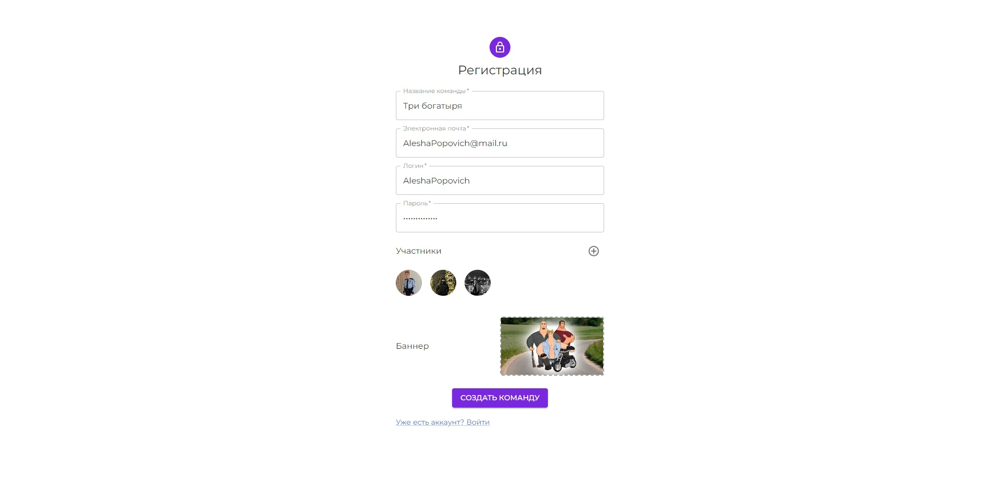 Регистрация
Название команды *
Три богатыря
Электронная почта *
AleshaPopovich@mail.ru
Логин *
AleshaPopovich
Пароль *
••••••••••••••
Участники
Баннер
СОЗДАТЬ КОМАНДУ
Уже есть аккаунт? Войти